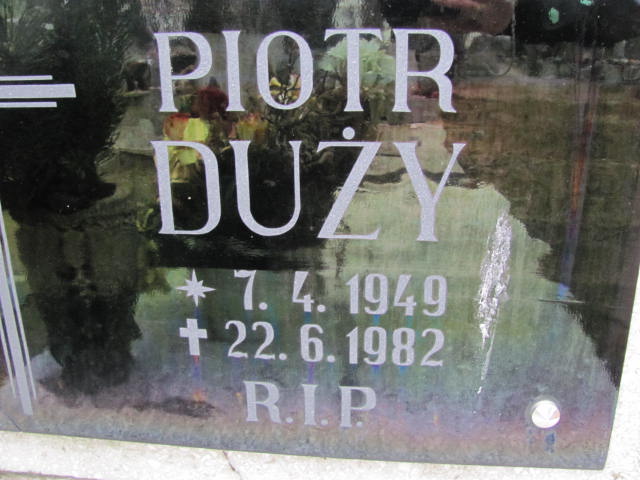 PIOTR
DUŻY
* 7. 4. 1949
✝ 22. 6. 1982
R.I.P.